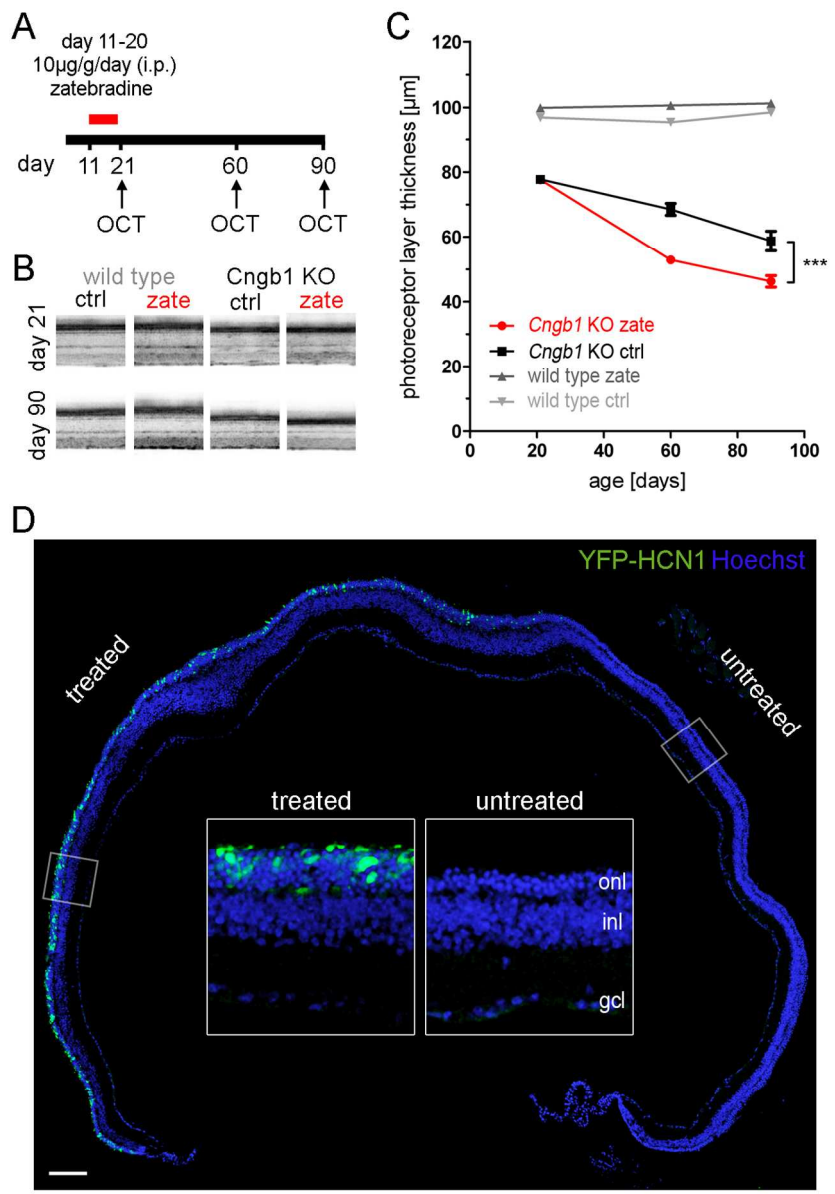 A
day 11-20
10µg/g/day (i.p.)
zatebradine
day 11 21 60 90
OCT OCT OCT
B
wild type Cngb1 KO
ctrl zate ctrl zate
day 21
day 90
C
photoreceptor layer thickness [µm]
120
100
80
60
40
20
0
***
Cngb1 KO zate
Cngb1 KO ctrl
wild type zate
wild type ctrl
0 20 40 60 80 100
age [days]
D
YFP-HCN1 Hoechst
treated
untreated
treated untreated
onl
inl
gcl